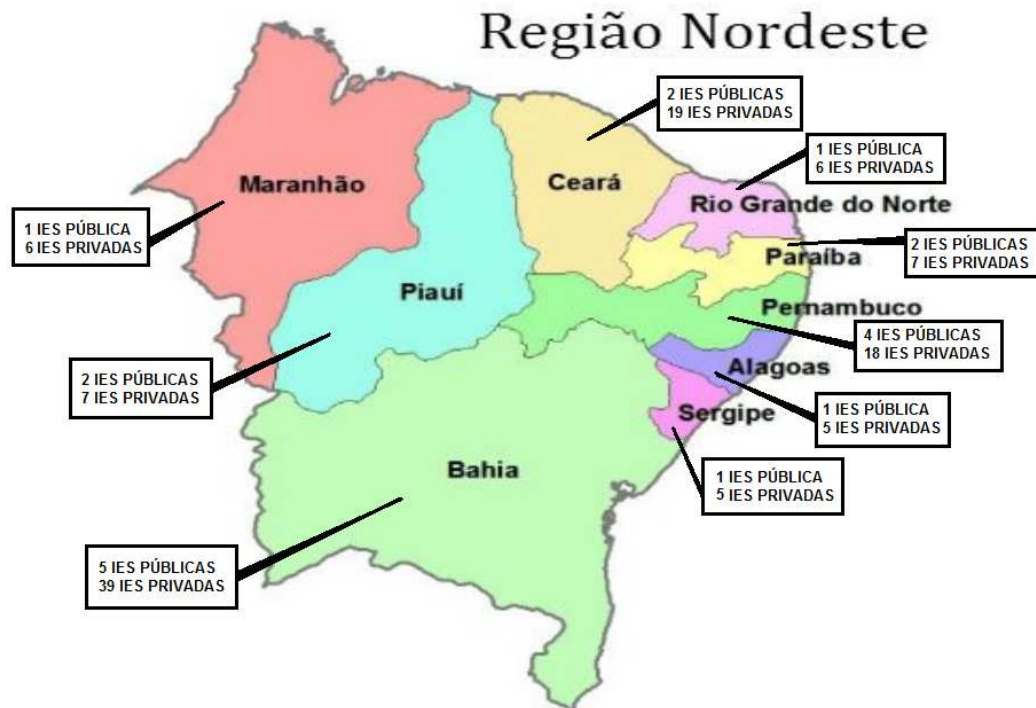 Região Nordeste
2 IES PÚBLICAS
19 IES PRIVADAS
1 IES PÚBLICA
6 IES PRIVADAS
Maranhão
Ceará
Rio Grande do Norte
1 IES PÚBLICA
6 IES PRIVADAS
2 IES PÚBLICAS
7 IES PRIVADAS
Paraíba
Piauí
Pernambuco
4 IES PÚBLICAS
18 IES PRIVADAS
Alagoas
2 IES PÚBLICAS
7 IES PRIVADAS
1 IES PÚBLICA
5 IES PRIVADAS
Sergipe
Bahia
1 IES PÚBLICA
5 IES PRIVADAS
5 IES PÚBLICAS
39 IES PRIVADAS